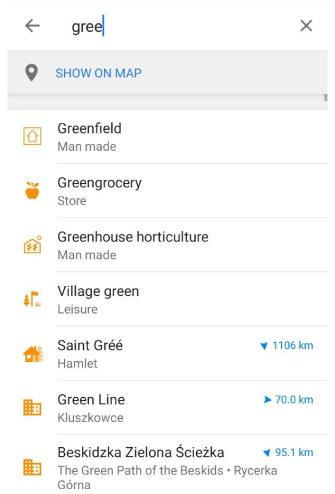 gree
SHOW ON MAP
Greenfield
Man made
Greengrocery
Store
Greenhouse horticulture
Man made
Village green
Leisure
Saint Gréé 1106 km
Hamlet
Green Line 70.0 km
Kluszkowce
Beskidzka Zielona Ścieżka 95.1 km
The Green Path of the Beskids • Rycerka
Górna